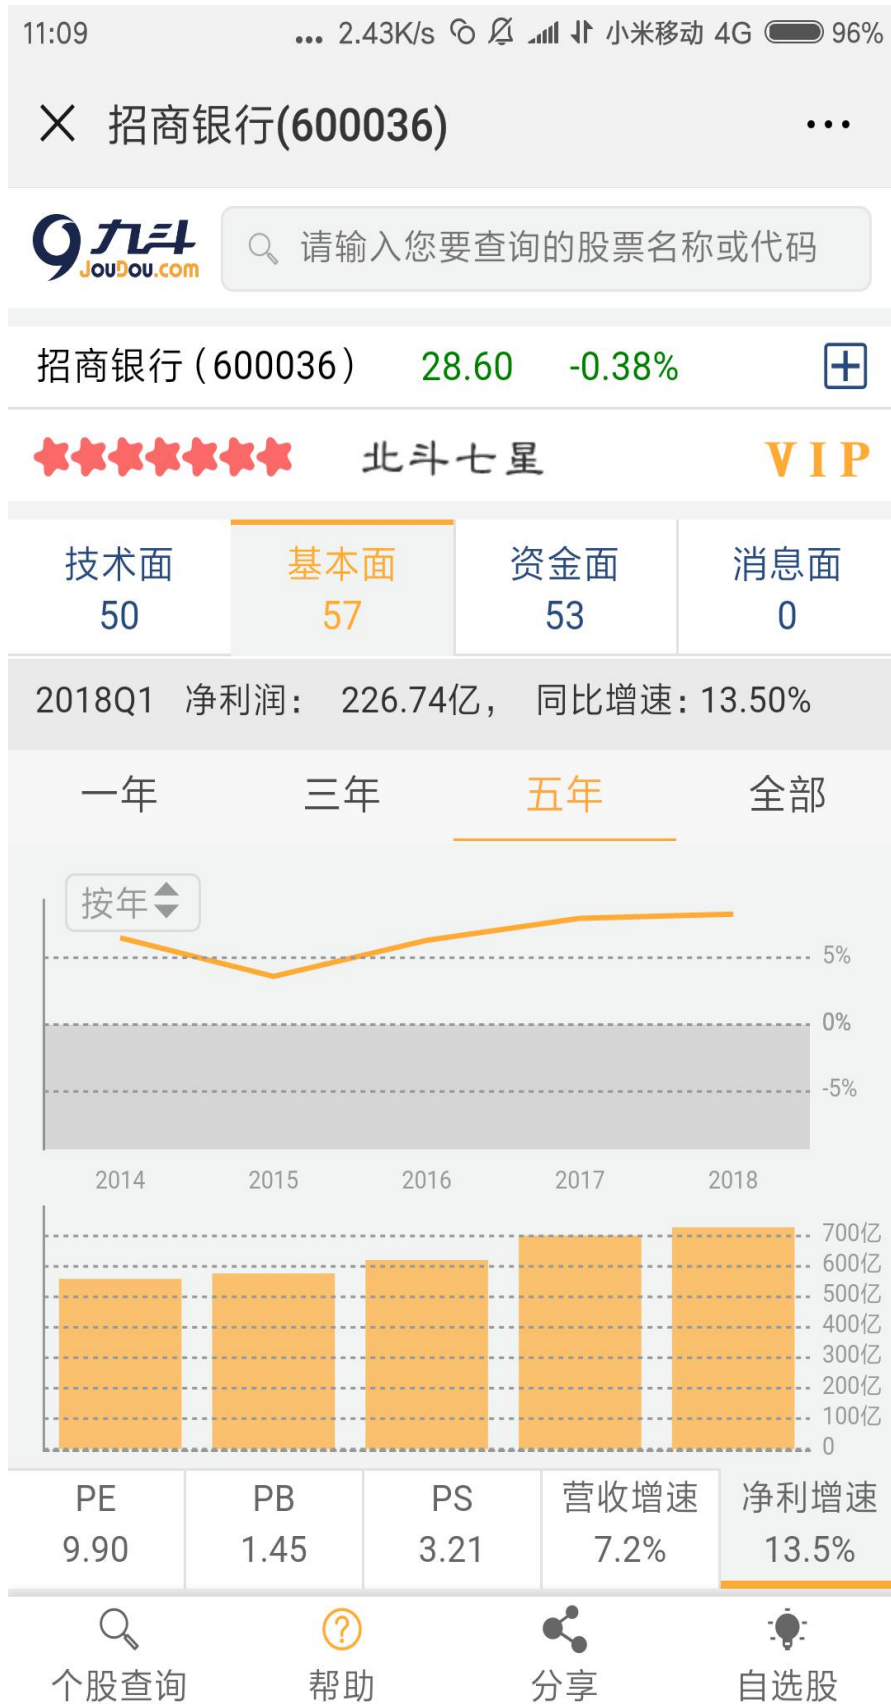 11:09 ... 2.43K/s 小米移动 4G 96%
招商银行(600036) ...
九斗 JouDou.com 请输入您要查询的股票名称或代码
招商银行(600036) 28.60 -0.38%
北斗七星 VIP
技术面 基本面 资金面 消息面
50 57 53 0
2018Q1 净利润: 226.74亿, 同比增速: 13.50%
一年 三年 五年 全部
按年
5%
0%
-5%
2014 2015 2016 2017 2018
700亿
600亿
500亿
400亿
300亿
200亿
100亿
0
PE PB PS 营收增速 净利增速
9.90 1.45 3.21 7.2% 13.5%
个股查询 帮助 分享 自选股